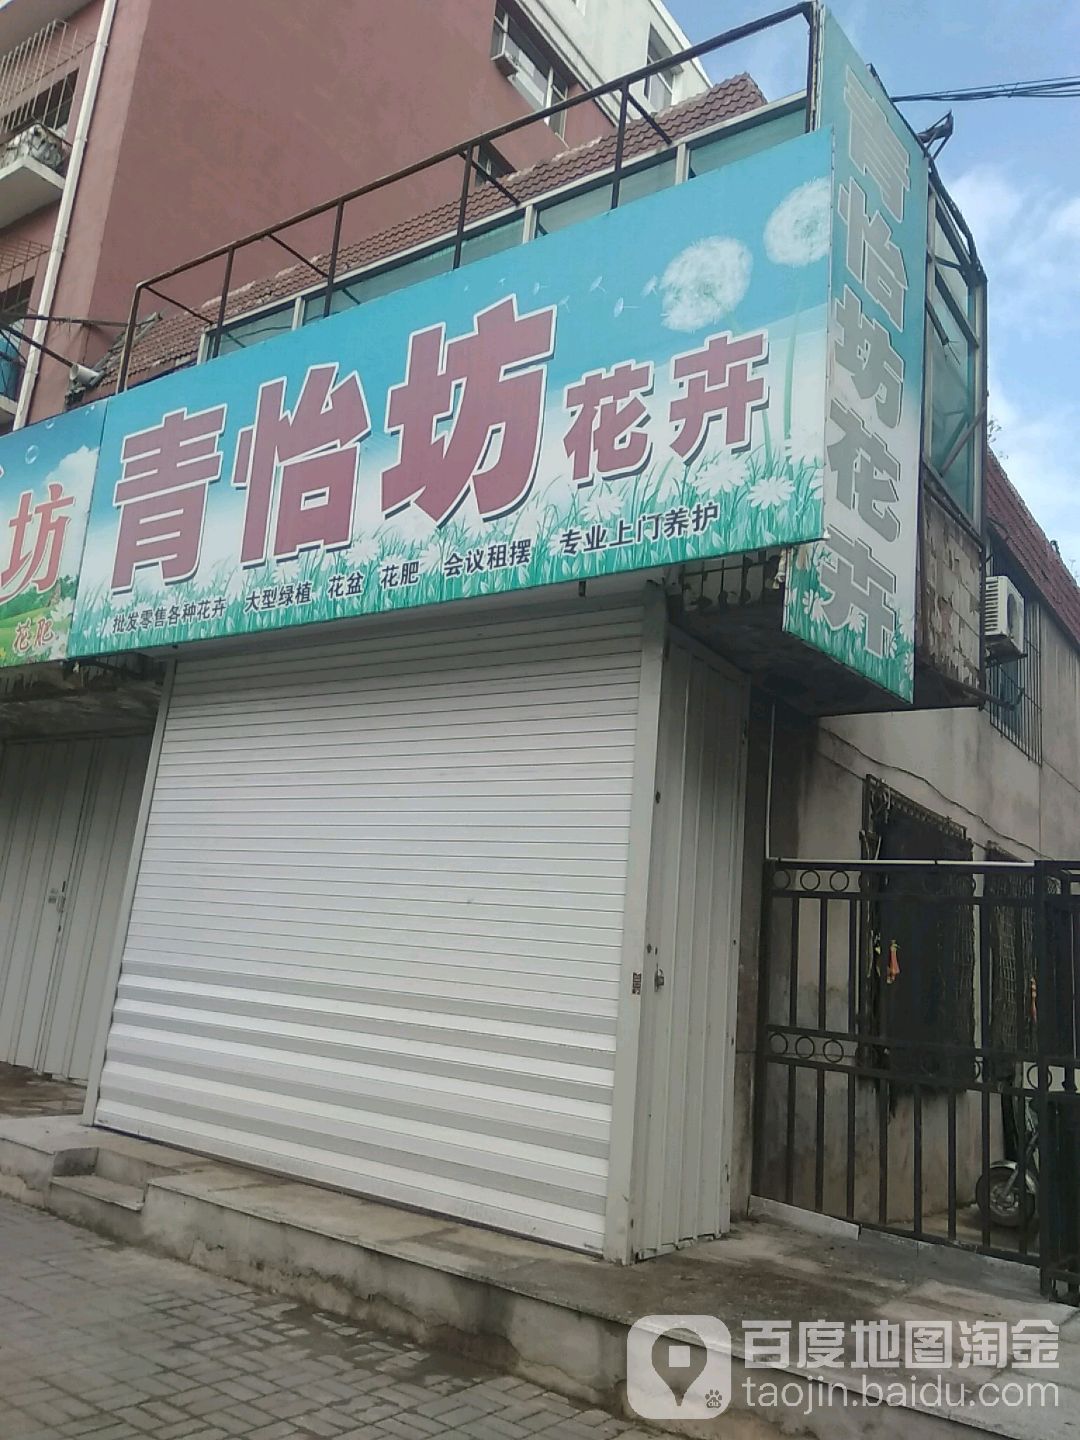 青怡坊花卉
批发零售各种花卉 大型绿植 花盆 花肥 会议租摆 专业上门养护
青怡坊花卉
坊
花肥
百度地图淘金
taojin.baidu.com